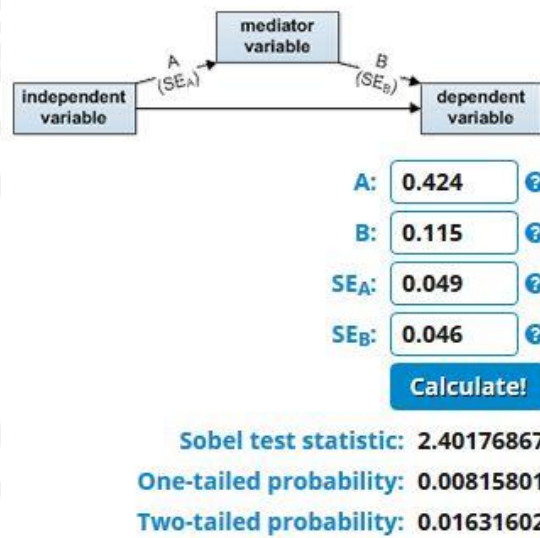 mediator
variable
A
(SEA)
B
(SEB)
independent
variable
dependent
variable
A: 0.424 ?
B: 0.115 ?
SEA: 0.049 ?
SEB: 0.046 ?
Calculate!
Sobel test statistic: 2.40176867
One-tailed probability: 0.00815801
Two-tailed probability: 0.01631602